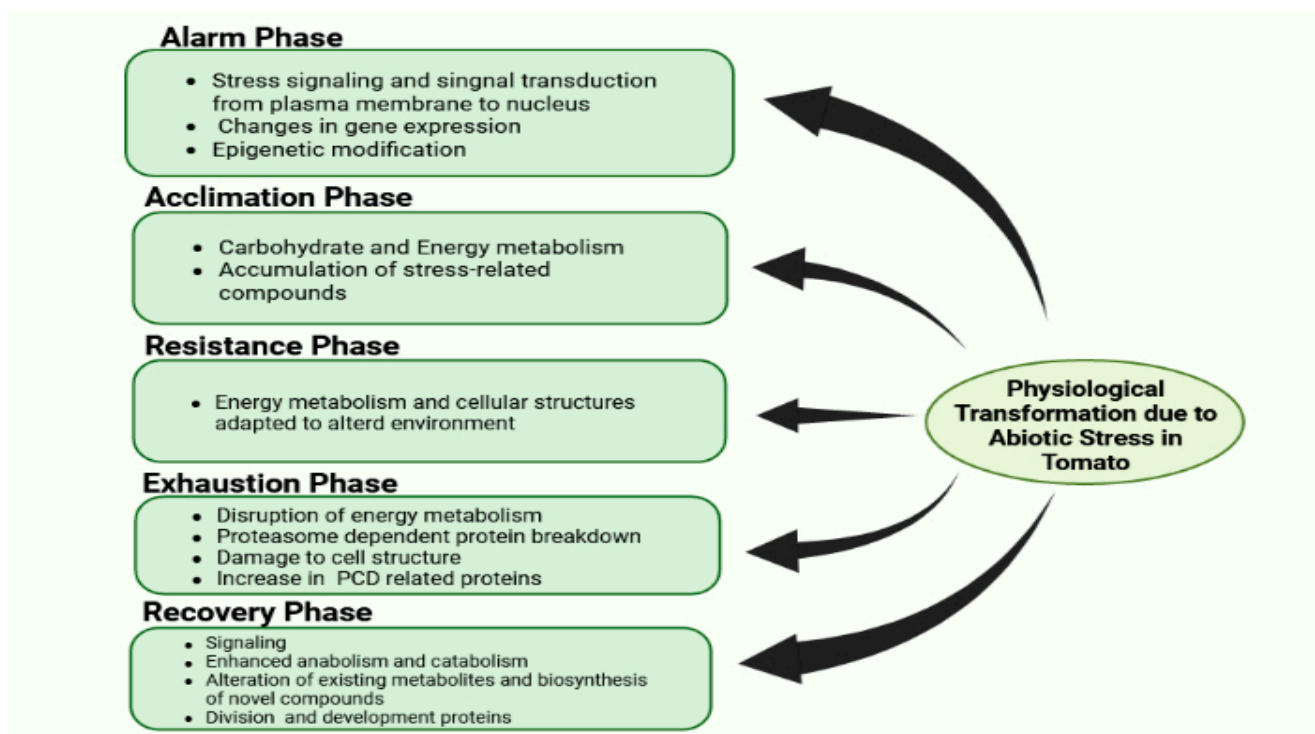 Alarm Phase
• Stress signaling and singnal transduction
from plasma membrane to nucleus
• Changes in gene expression
• Epigenetic modification
Acclimation Phase
• Carbohydrate and Energy metabolism
• Accumulation of stress-related
compounds
Resistance Phase
• Energy metabolism and cellular structures
adapted to alterd environment
Exhaustion Phase
• Disruption of energy metabolism
• Proteasome dependent protein breakdown
• Damage to cell structure
• Increase in PCD related proteins
Recovery Phase
• Signaling
• Enhanced anabolism and catabolism
• Alteration of existing metabolites and biosynthesis
of novel compounds
• Division and development proteins
Physiological
Transformation due to
Abiotic Stress in
Tomato